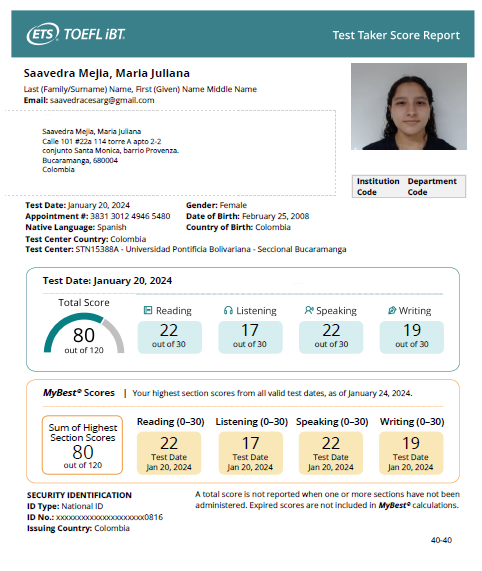 ETS TOEFL iBT.
Test Taker Score Report
Saavedra Mejia, Maria Juliana
Last (Family/Surname) Name, First (Given) Name Middle Name
Email: saavedracesarg@gmail.com
Saavedra Mejia, Maria Juliana
Calle 101 #22a 114 torre A apto 2-2
conjunto Santa Monica, barrio Provenza.
Bucaramanga, 680004
Colombia
Institution Code Department Code
Test Date: January 20, 2024 Gender: Female
Appointment #: 3831 3012 4946 5480 Date of Birth: February 25, 2008
Native Language: Spanish Country of Birth: Colombia
Test Center Country: Colombia
Test Center: STN15388A - Universidad Pontificia Bolivariana - Seccional Bucaramanga
Test Date: January 20, 2024
Total Score Reading Listening Speaking Writing
80 22 17 22 19
out of 120 out of 30 out of 30 out of 30 out of 30
MyBest® Scores | Your highest section scores from all valid test dates, as of January 24, 2024.
Sum of Highest Section Scores Reading (0–30) Listening (0–30) Speaking (0–30) Writing (0–30)
80 22 17 22 19
out of 120 Test Date Test Date Test Date Test Date
Jan 20, 2024 Jan 20, 2024 Jan 20, 2024 Jan 20, 2024
SECURITY IDENTIFICATION
ID Type: National ID
ID No.: xxxxxxxxxxxxxxxxxxxxx0816
Issuing Country: Colombia
A total score is not reported when one or more sections have not been
administered. Expired scores are not included in MyBest® calculations.
40-40